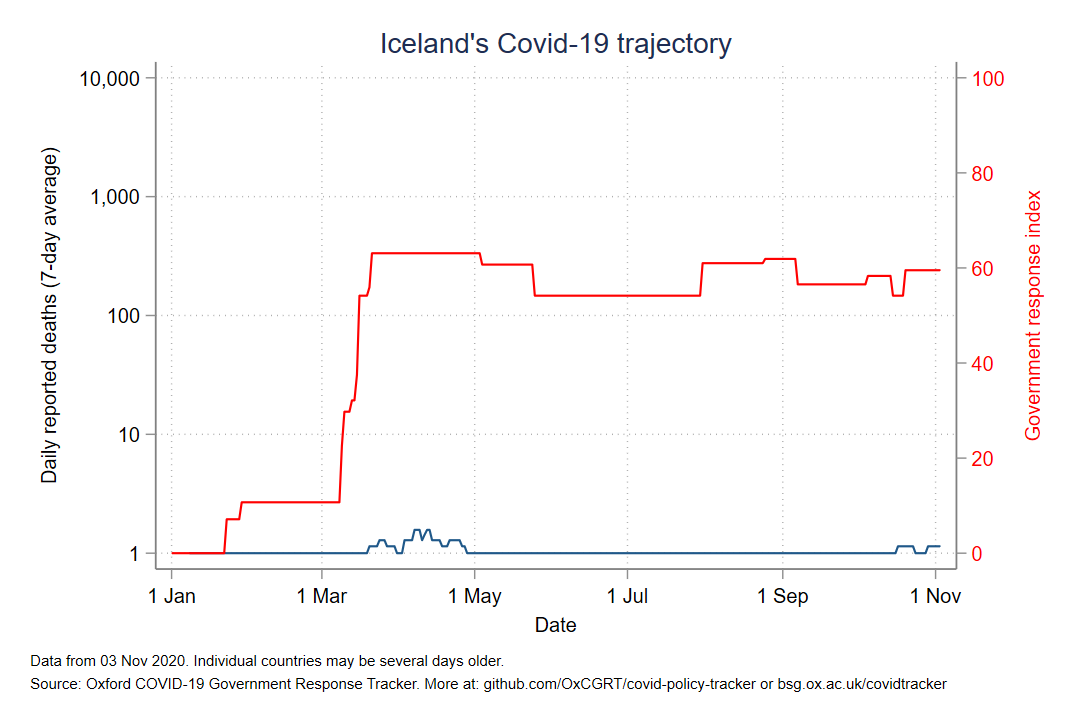 Iceland's Covid-19 trajectory
10,000
1,000
100
10
1
Daily reported deaths (7-day average)
100
80
60
40
20
0
Government response index
1 Jan
1 Mar
1 May
1 Jul
1 Sep
1 Nov
Date
Data from 03 Nov 2020. Individual countries may be several days older.
Source: Oxford COVID-19 Government Response Tracker. More at: github.com/OxCGRT/covid-policy-tracker or bsg.ox.ac.uk/covidtracker